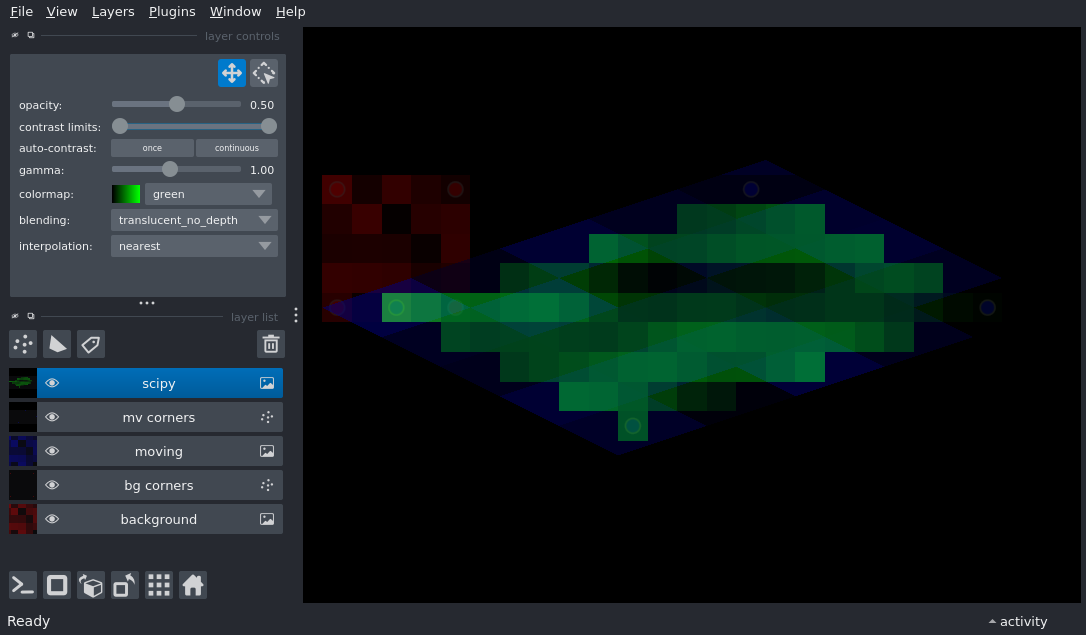 File View Layers Plugins Window Help
layer controls
opacity: 0.50
contrast limits:
auto-contrast: once continuous
gamma: 1.00
colormap: green
blending: translucent_no_depth
interpolation: nearest
layer list
scipy
mv corners
moving
bg corners
background
Ready activity